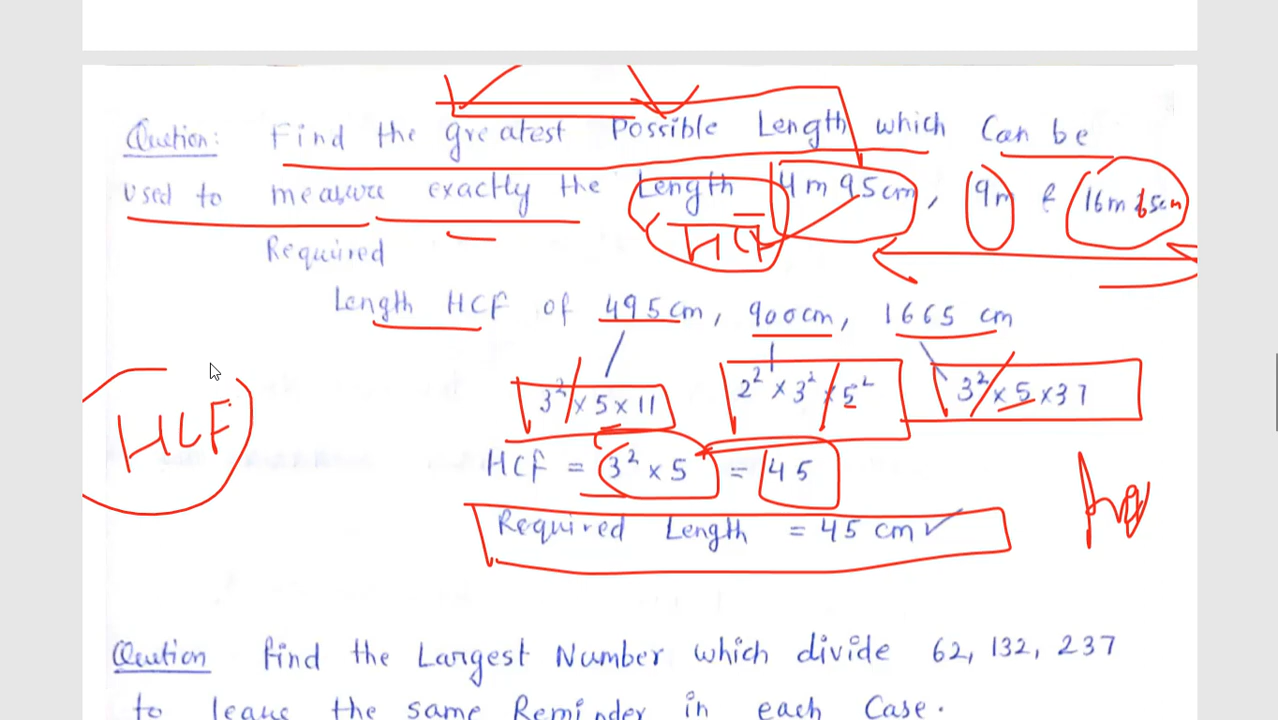 Qution: Find the greatest Possible Length which Can be
used to measure exactly the Length 4m 95cm, 9m & 16m 65cm
HCF
Required
Length HCF of 495cm, 900cm, 1665 cm
3² × 5 × 11 2² × 3² × 5² 3² × 5 × 37
HCF
HCF = 3² × 5 = 45
Required Length = 45 cm ✓
Qution find the Largest Number which divide 62, 132, 237
to leave the same Reminder in each Case.